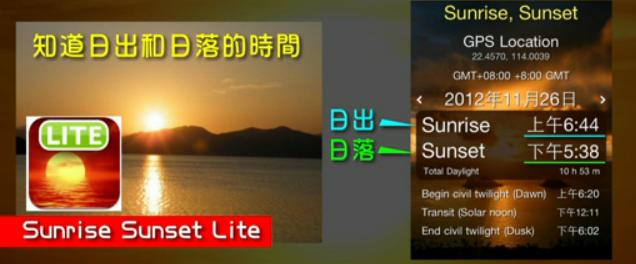 知道日出和日落的時間
LITE
Sunrise Sunset Lite
日出
日落
Sunrise, Sunset
GPS Location
22.4570, 114.0039
GMT+08:00 +8:00 GMT
‹ 2012年11月26日 ›
Sunrise 上午6:44
Sunset 下午5:38
Total Daylight 10 h 53 m
Begin civil twilight (Dawn) 上午6:20
Transit (Solar noon) 下午12:11
End civil twilight (Dusk) 下午6:02